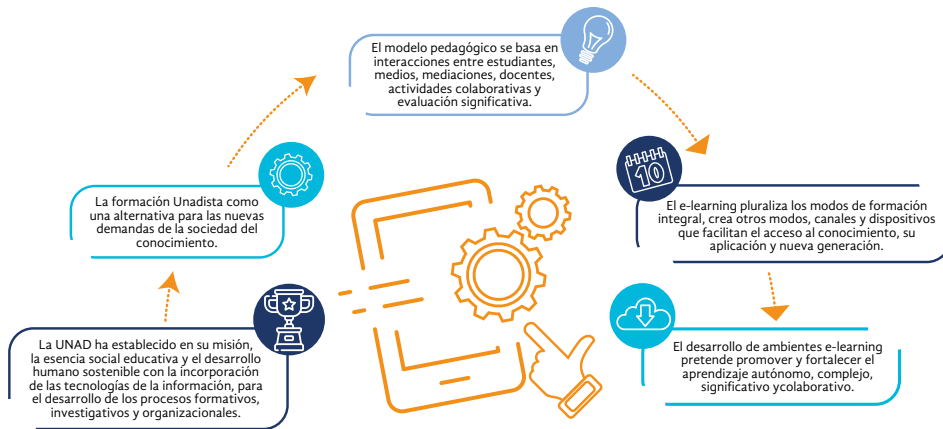 La UNAD ha establecido en su misión,
la esencia social educativa y el desarrollo
humano sostenible con la incorporación
de las tecnologías de la información, para
el desarrollo de los procesos formativos,
investigativos y organizacionales.
La formación Unadista como
una alternativa para las nuevas
demandas de la sociedad del
conocimiento.
El modelo pedagógico se basa en
interacciones entre estudiantes,
medios, mediaciones, docentes,
actividades colaborativas y
evaluación significativa.
10
El e-learning pluraliza los modos de formación
integral, crea otros modos, canales y dispositivos
que facilitan el acceso al conocimiento, su
aplicación y nueva generación.
El desarrollo de ambientes e-learning
pretende promover y fortalecer el
aprendizaje autónomo, complejo,
significativo ycolaborativo.